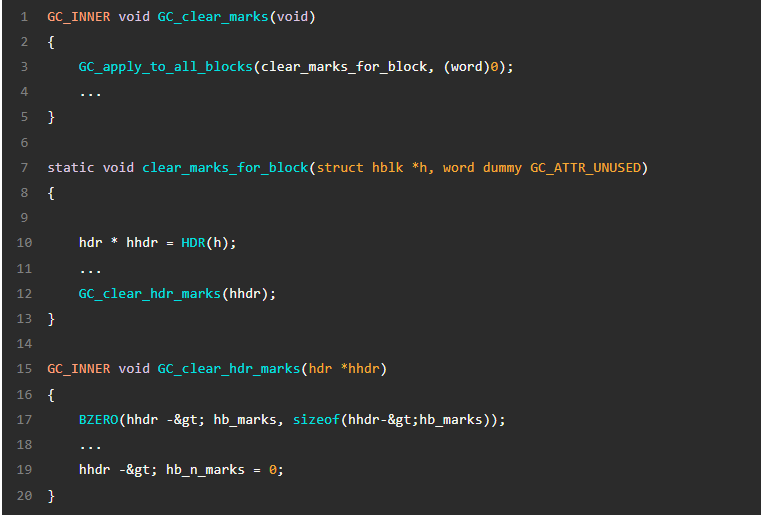 1 GC_INNER void GC_clear_marks(void)
2 {
3     GC_apply_to_all_blocks(clear_marks_for_block, (word)0);
4     ...
5 }
6
7 static void clear_marks_for_block(struct hblk *h, word dummy GC_ATTR_UNUSED)
8 {
9
10     hdr * hhdr = HDR(h);
11     ...
12     GC_clear_hdr_marks(hhdr);
13 }
14
15 GC_INNER void GC_clear_hdr_marks(hdr *hhdr)
16 {
17     BZERO(hhdr -&gt; hb_marks, sizeof(hhdr-&gt;hb_marks));
18     ...
19     hhdr -&gt; hb_n_marks = 0;
20 }